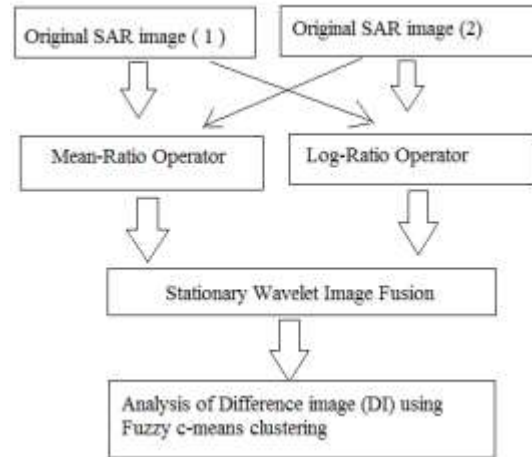 Original SAR image ( 1 )
Original SAR image (2)
Mean-Ratio Operator
Log-Ratio Operator
Stationary Wavelet Image Fusion
Analysis of Difference image (DI) using
Fuzzy c-means clustering